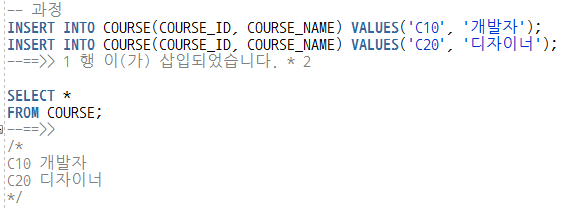 -- 과정
INSERT INTO COURSE(COURSE_ID, COURSE_NAME) VALUES('C10', '개발자');
INSERT INTO COURSE(COURSE_ID, COURSE_NAME) VALUES('C20', '디자이너');
--==>> 1 행 이(가) 삽입되었습니다. * 2
SELECT *
FROM COURSE;
--==>>
/*
C10 개발자
C20 디자이너
*/